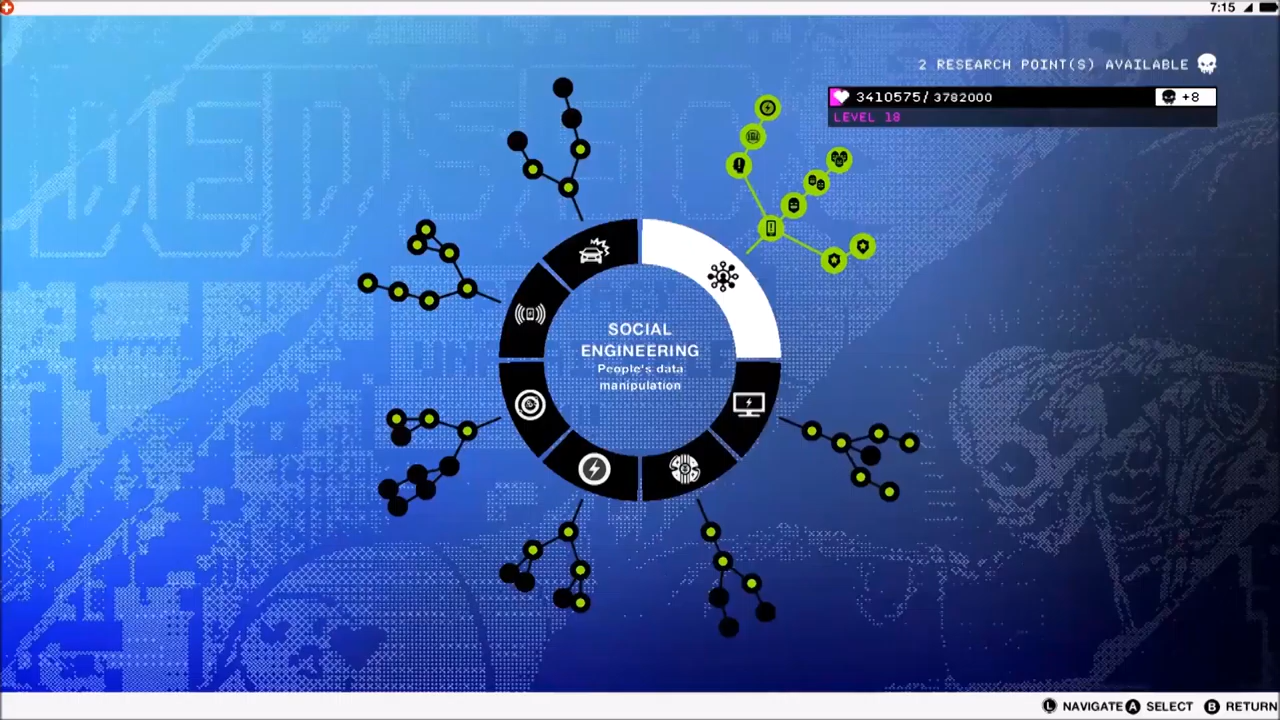 7:15
2 RESEARCH POINT(S) AVAILABLE
3410575/3782000
+8
LEVEL 18
SOCIAL
ENGINEERING
People's data
manipulation
L NAVIGATE A SELECT B RETURN